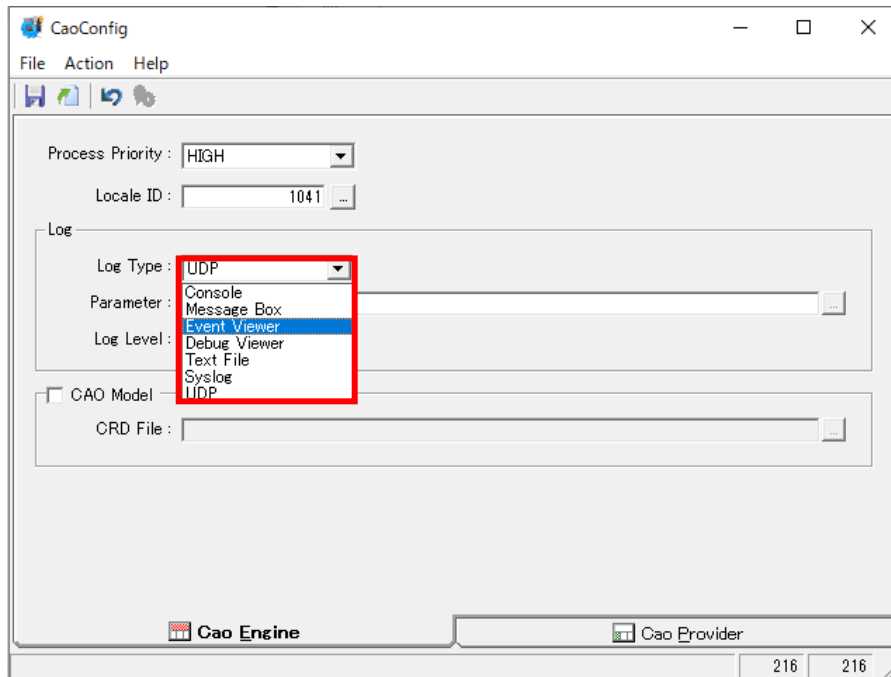 CaoConfig
File Action Help
Process Priority : HIGH
Locale ID : 1041 ...
Log
Log Type : UDP
Console
Parameter : ...
Message Box
Event Viewer
Log Level :
Debug Viewer
Text File
Syslog
UDP
CAO Model
CRD File : ...
Cao Engine
Cao Provider
216 216